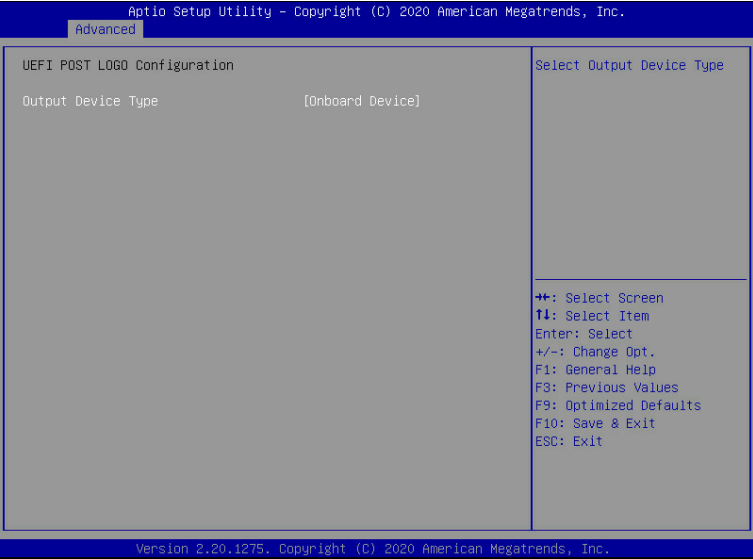 Aptio Setup Utility – Copyright (C) 2020 American Megatrends, Inc.
Advanced
UEFI POST LOGO Configuration
Output Device Type [Onboard Device]
Select Output Device Type
→←: Select Screen
↑↓: Select Item
Enter: Select
+/-: Change Opt.
F1: General Help
F3: Previous Values
F9: Optimized Defaults
F10: Save & Exit
ESC: Exit
Version 2.20.1275. Copyright (C) 2020 American Megatrends, Inc.